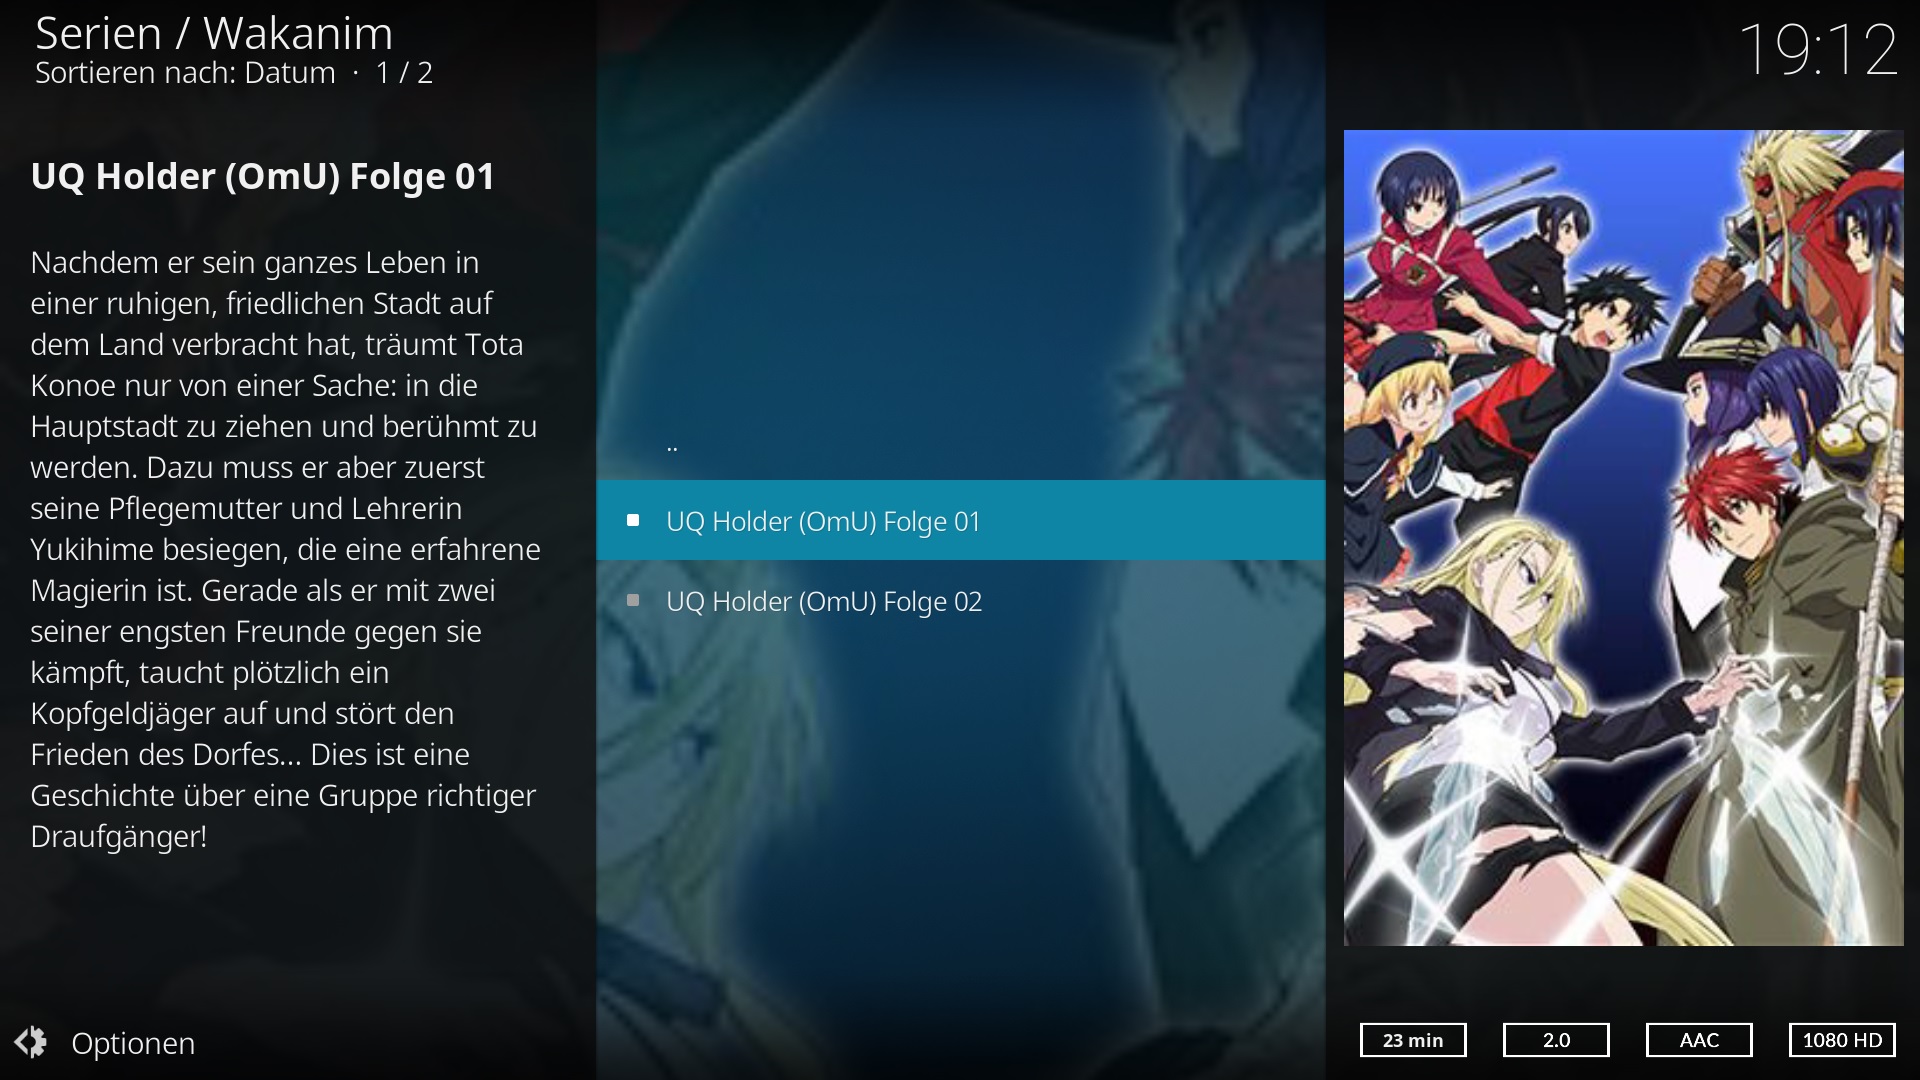 Serien / Wakanim
Sortieren nach: Datum · 1 / 2
19:12
UQ Holder (OmU) Folge 01
Nachdem er sein ganzes Leben in
einer ruhigen, friedlichen Stadt auf
dem Land verbracht hat, träumt Tota
Konoe nur von einer Sache: in die
Hauptstadt zu ziehen und berühmt zu
werden. Dazu muss er aber zuerst
seine Pflegemutter und Lehrerin
Yukihime besiegen, die eine erfahrene
Magierin ist. Gerade als er mit zwei
seiner engsten Freunde gegen sie
kämpft, taucht plötzlich ein
Kopfgeldjäger auf und stört den
Frieden des Dorfes... Dies ist eine
Geschichte über eine Gruppe richtiger
Draufgänger!
..
UQ Holder (OmU) Folge 01
UQ Holder (OmU) Folge 02
Optionen
23 min
2.0
AAC
1080 HD